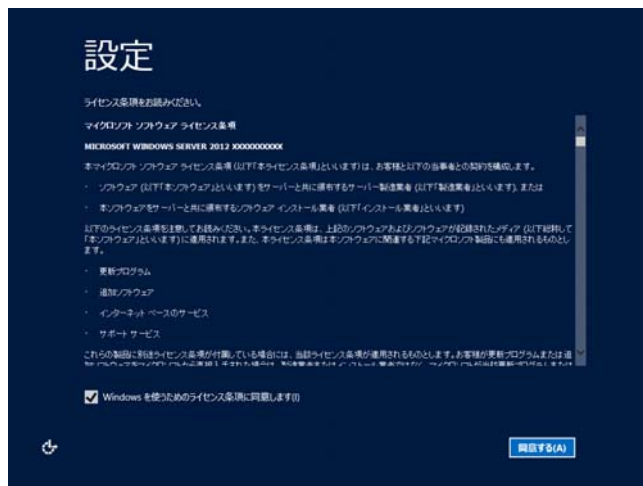 設定
ライセンス条項をお読みください。
マイクロソフト ソフトウェア ライセンス条項
MICROSOFT WINDOWS SERVER 2012 XXXXXXXXXX
本マイクロソフト ソフトウェア ライセンス条項 (以下「本ライセンス条項」といいます) は、お客様と以下の当事者との契約を構成します。
· ソフトウェア (以下「本ソフトウェア」といいます) をサーバーと共に頒布するサーバー製造業者 (以下「製造業者」といいます)、または
· 本ソフトウェアをサーバーと共に頒布するソフトウェア インストール業者 (以下「インストール業者」といいます)
以下のライセンス条項を注意してお読みください。本ライセンス条項は、上記のソフトウェアおよびソフトウェアが記録されたメディア (以下総称して
「本ソフトウェア」といいます) に適用されます。また、本ライセンス条項は本ソフトウェアに関連する下記マイクロソフト製品にも適用されるものとし
ます。
· 更新プログラム
· 追加ソフトウェア
· インターネット ベースのサービス
· サポート サービス
これらの製品に別途ライセンス条項が付属している場合には、当該ライセンス条項が適用されるものとします。お客様が更新プログラムまたは追
Windows を使うためのライセンス条項に同意します(I)
同意する(A)